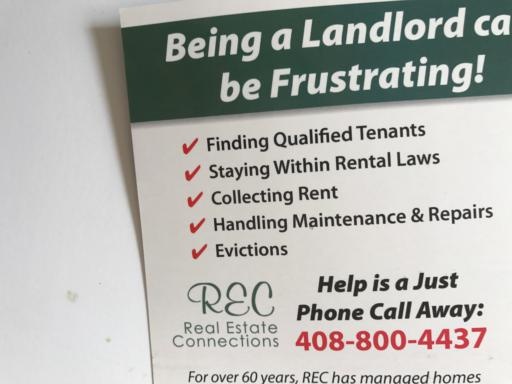 Being a Landlord ca
be Frustrating!
✔ Finding Qualified Tenants
✔ Staying Within Rental Laws
✔ Collecting Rent
✔ Handling Maintenance & Repairs
✔ Evictions
REC
Real Estate
Connections
Help is a Just
Phone Call Away:
408-800-4437
For over 60 years, REC has managed homes